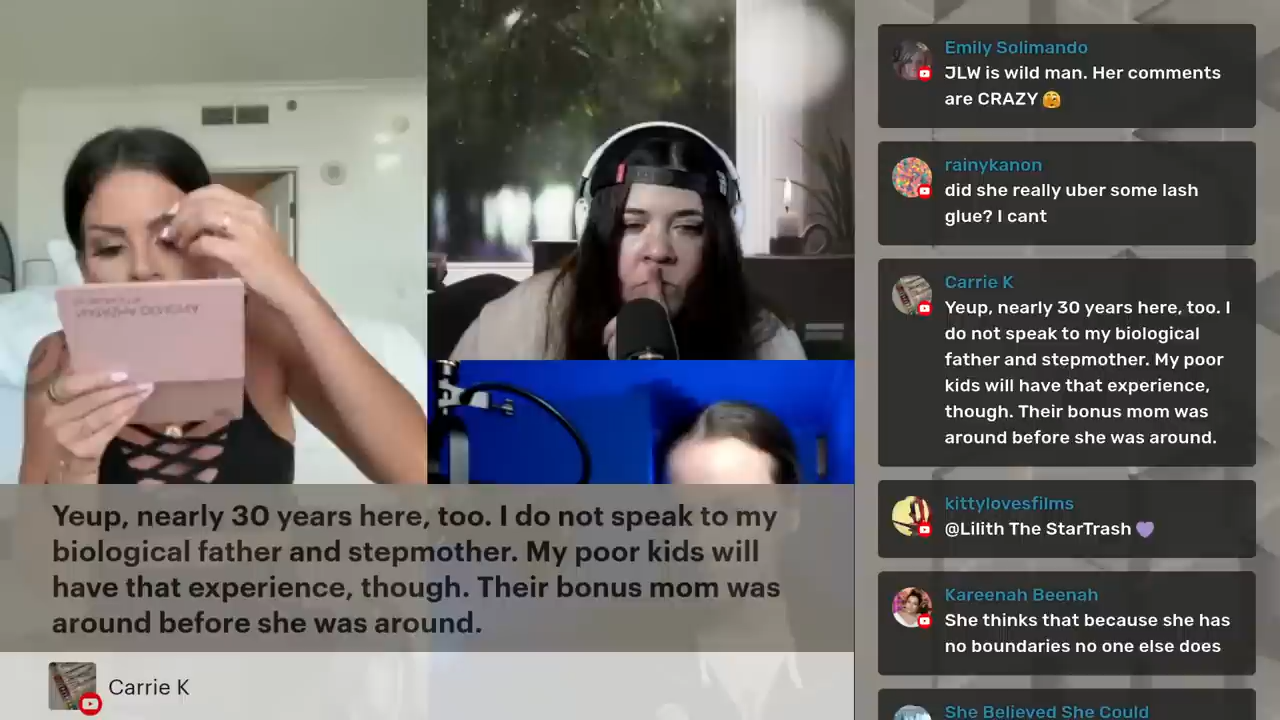 Yeup, nearly 30 years here, too. I do not speak to my
biological father and stepmother. My poor kids will
have that experience, though. Their bonus mom was
around before she was around.
Carrie K
Emily Solimando
JLW is wild man. Her comments
are CRAZY 🤗
rainykanon
did she really uber some lash
glue? I cant
Carrie K
Yeup, nearly 30 years here, too. I
do not speak to my biological
father and stepmother. My poor
kids will have that experience,
though. Their bonus mom was
around before she was around.
kittylovesfilms
@Lilith The StarTrash 💜
Kareenah Beenah
She thinks that because she has
no boundaries no one else does
She Believed She Could